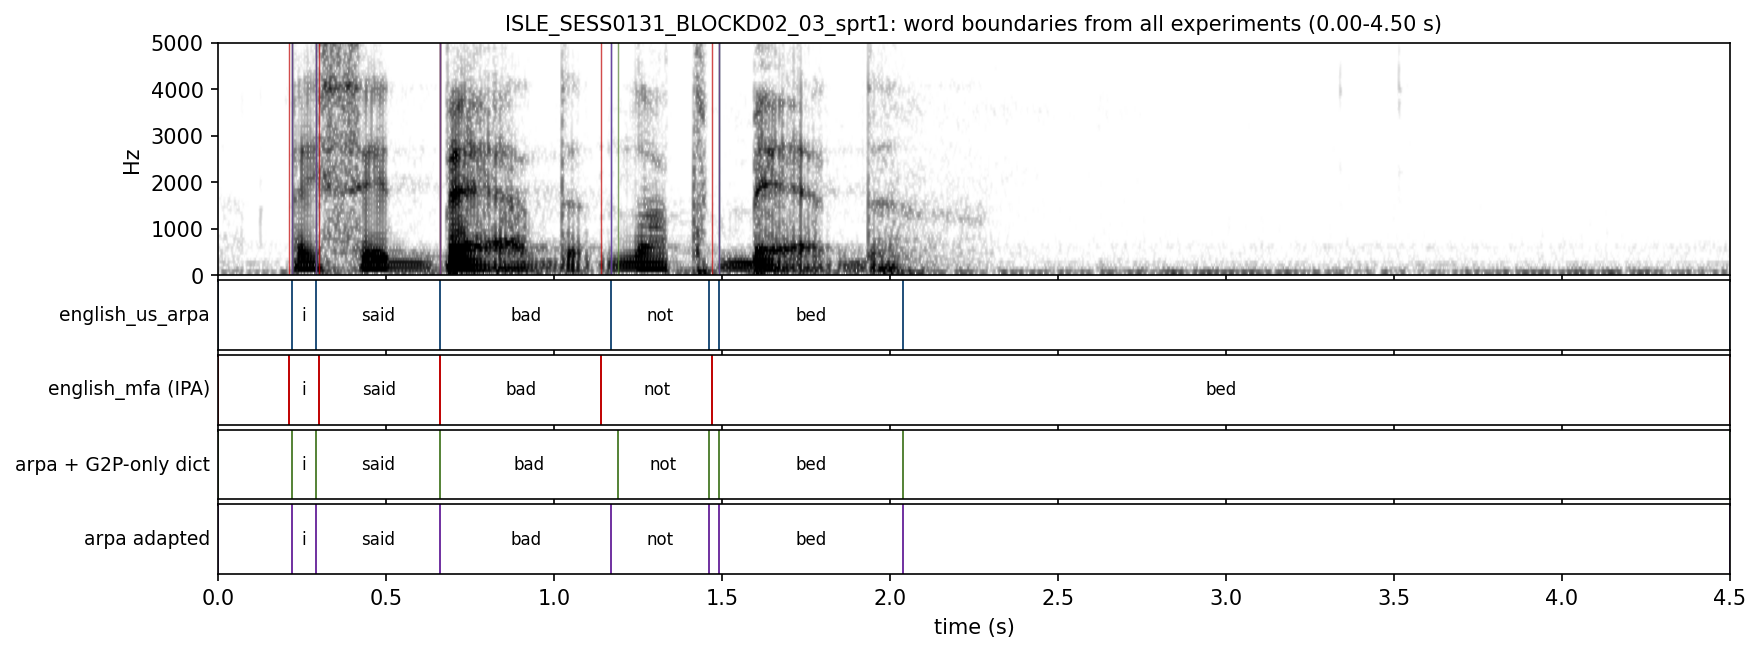 ISLE_SESS0131_BLOCKD02_03_sprt1: word boundaries from all experiments (0.00-4.50 s)
5000
4000
3000
2000
1000
0
Hz
english_us_arpa i said bad not bed
english_mfa (IPA) i said bad not bed
arpa + G2P-only dict i said bad not bed
arpa adapted i said bad not bed
0.0 0.5 1.0 1.5 2.0 2.5 3.0 3.5 4.0 4.5
time (s)